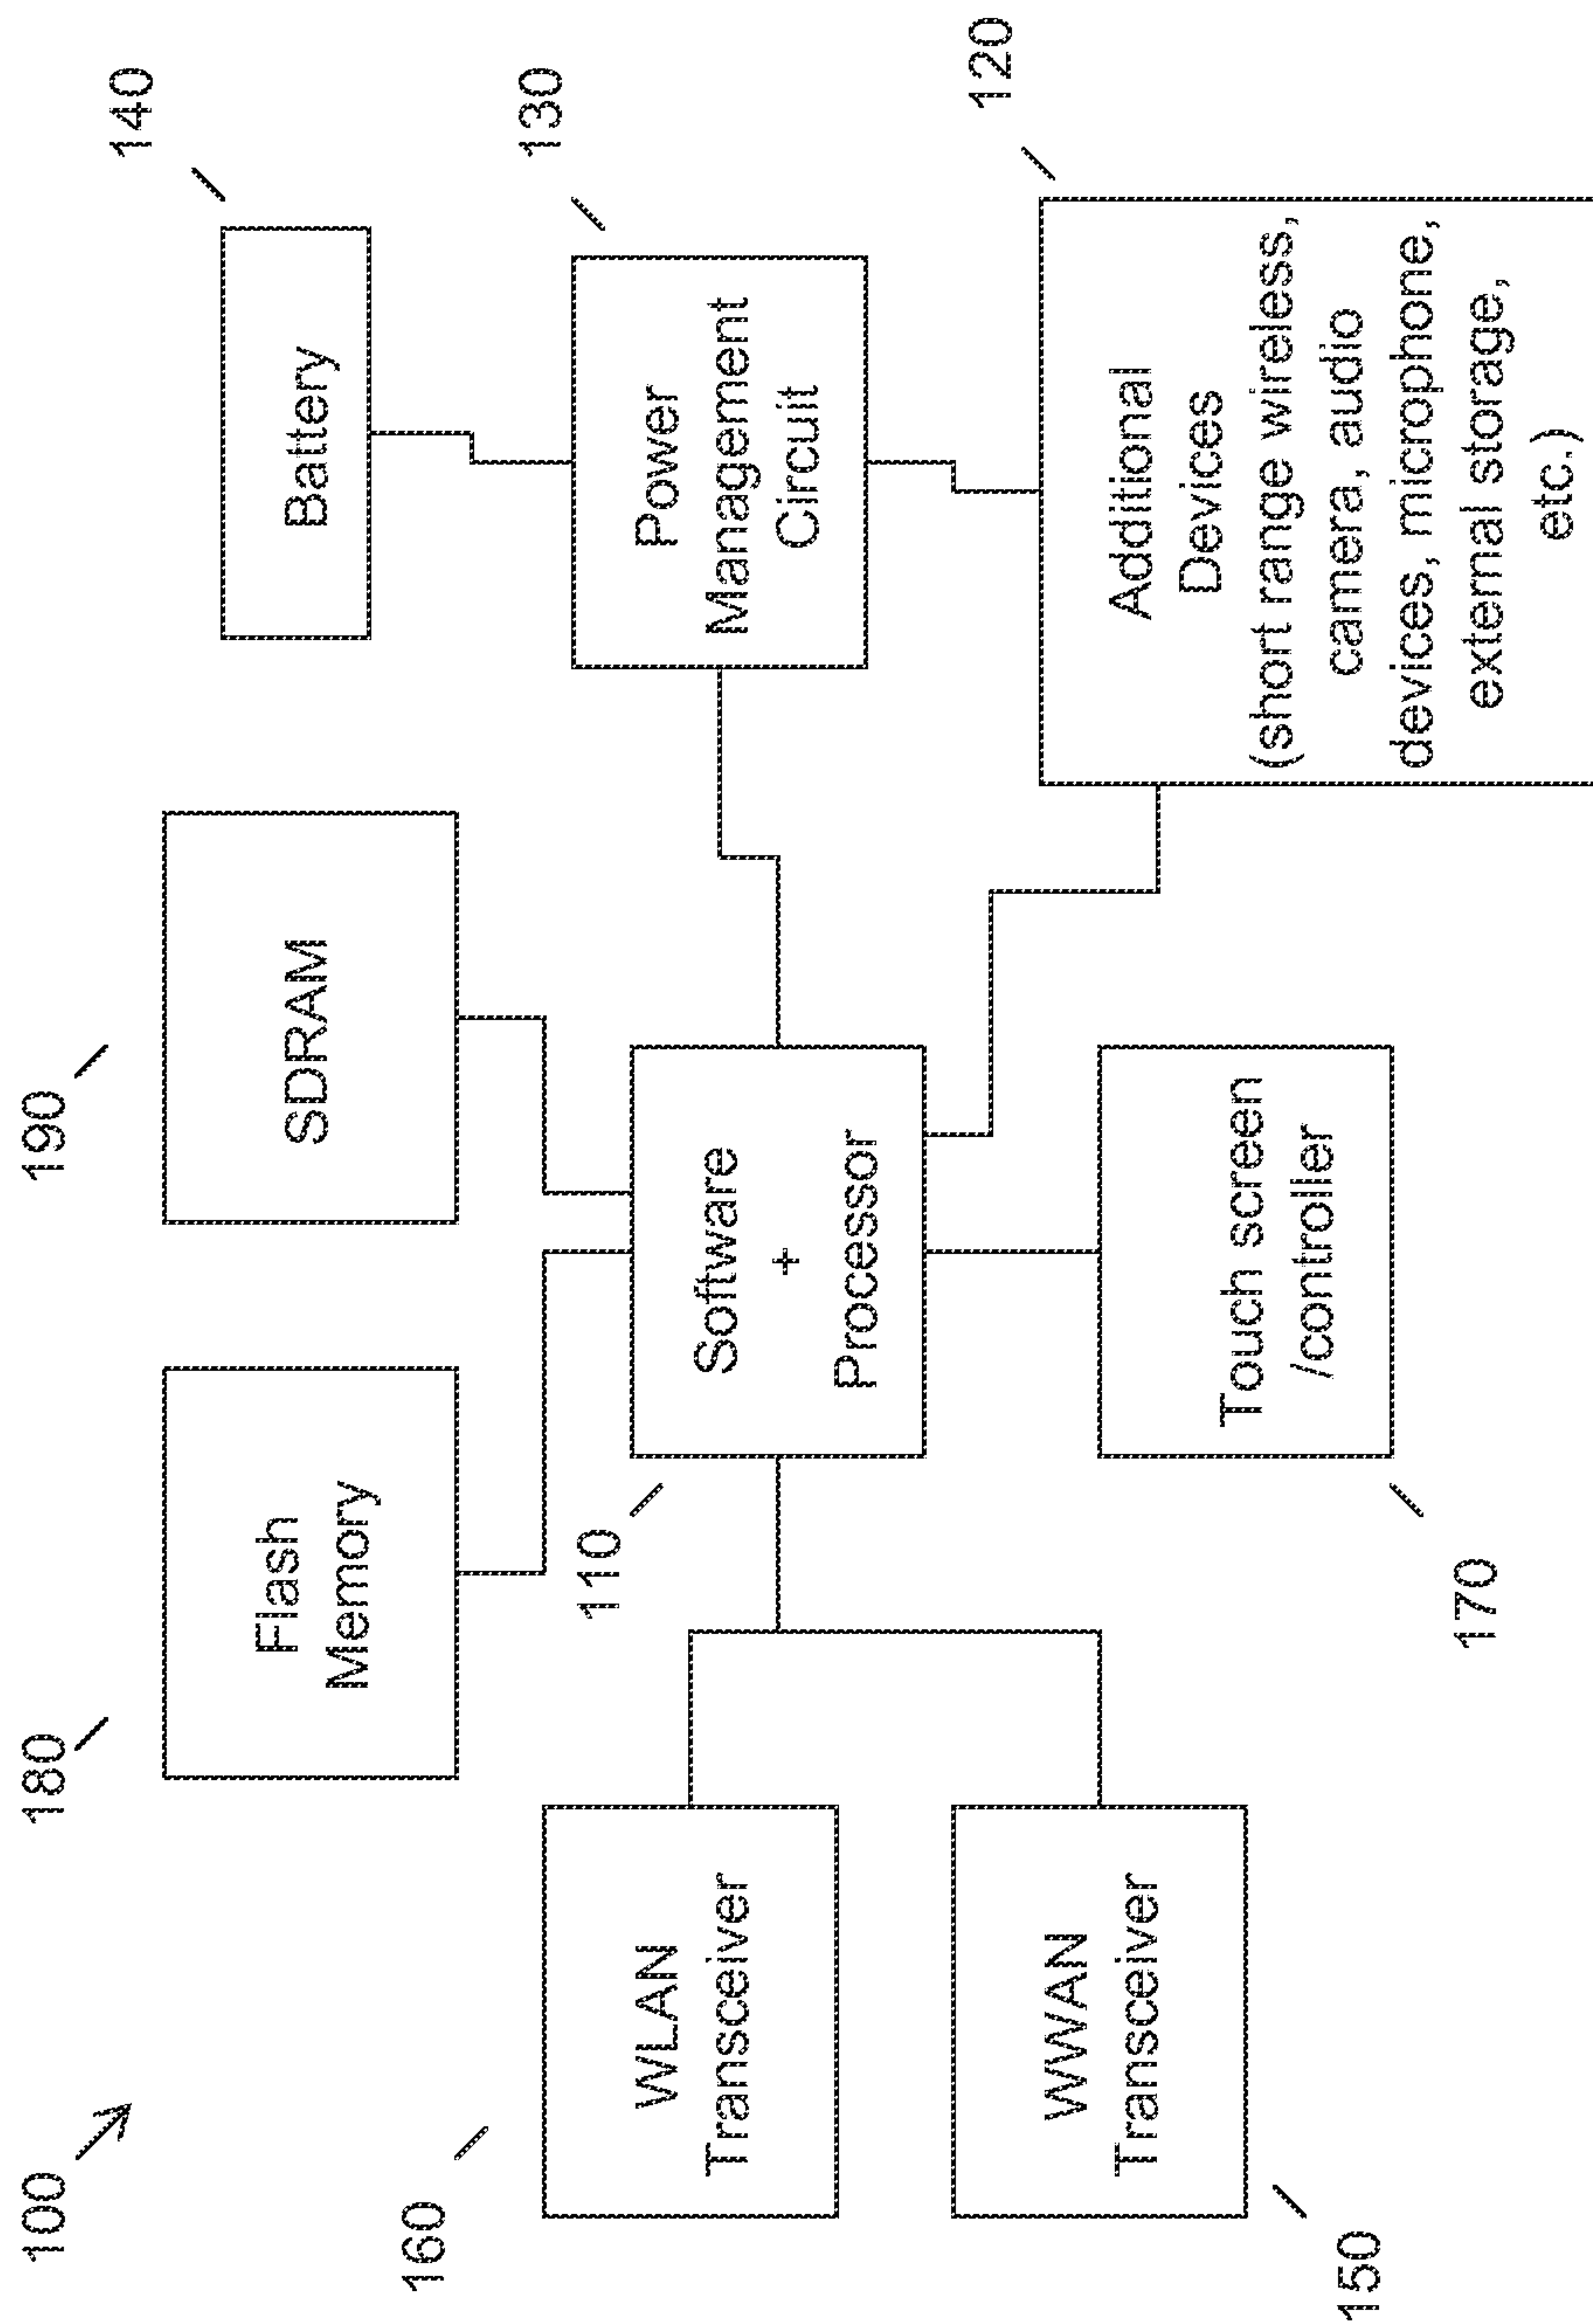 100
180
190
140
Flash
Memory
SDRAM
Battery
160
110
130
WLAN
Transceiver
Software
+
Processor
Power
Management
Circuit
120
WWAN
Transceiver
150
Touch screen
/controller
170
Additional
Devices
(short range wireless,
camera, audio
devices, microphone,
external storage,
etc.)